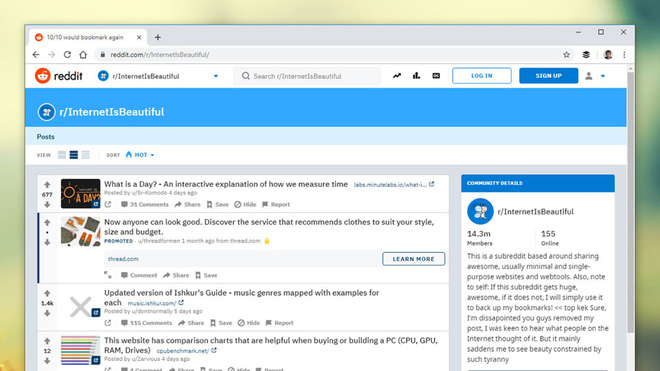 10/10 would bookmark again
reddit.com/r/InternetIsBeautiful/
reddit
r/InternetIsBeautiful
Search r/InternetIsBeautiful
LOG IN
SIGN UP
r/InternetIsBeautiful
Posts
VIEW
SORT
HOT
677
WHAT IS
A DAY?
What is a Day? - An interactive explanation of how we measure time
labs.minutelabs.io/what-i...
Posted by u/Sir-Komodo 4 days ago
31 Comments
Share
Save
Hide
Report
Now anyone can look good. Discover the service that recommends clothes to suit your style,
size and budget.
PROMOTED · u/threadformen 1 month ago from thread.com
thread.com
LEARN MORE
Comment
Share
Save
1.4k
Updated version of Ishkur's Guide - music genres mapped with examples for
each
music.ishkur.com/
Posted by u/dontnormally 5 days ago
115 Comments
Share
Save
Hide
Report
12
This website has comparison charts that are helpful when buying or building a PC (CPU, GPU,
RAM, Drives)
cpubenchmark.net/
Posted by u/Zarvious 4 days ago
COMMUNITY DETAILS
r/InternetIsBeautiful
14.3m
155
Members
Online
This is a subreddit based around sharing
awesome, usually minimal and single-
purpose websites and webtools. Also, note
to self: If this subreddit gets huge,
awesome, if it does not, I will simply use it
to back up my bookmarks! << top kek Sure,
I'm dissapointed you guys removed my
post, I was keen to hear what people on the
Internet thought of it. But it mainly
saddens me to see beauty constrained by
such tyranny